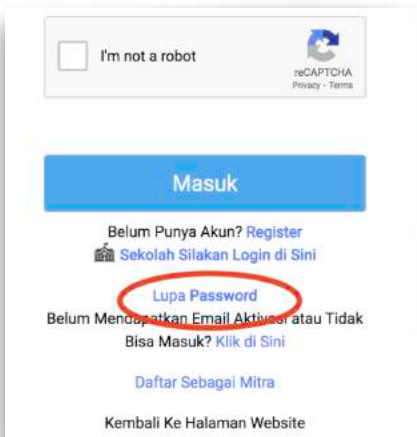 I'm not a robot
reCAPTCHA
Privacy - Terms
Masuk
Belum Punya Akun? Register
Sekolah Silakan Login di Sini
Lupa Password
Belum Mendapatkan Email Aktivasi atau Tidak
Bisa Masuk? Klik di Sini
Daftar Sebagai Mitra
Kembali Ke Halaman Website